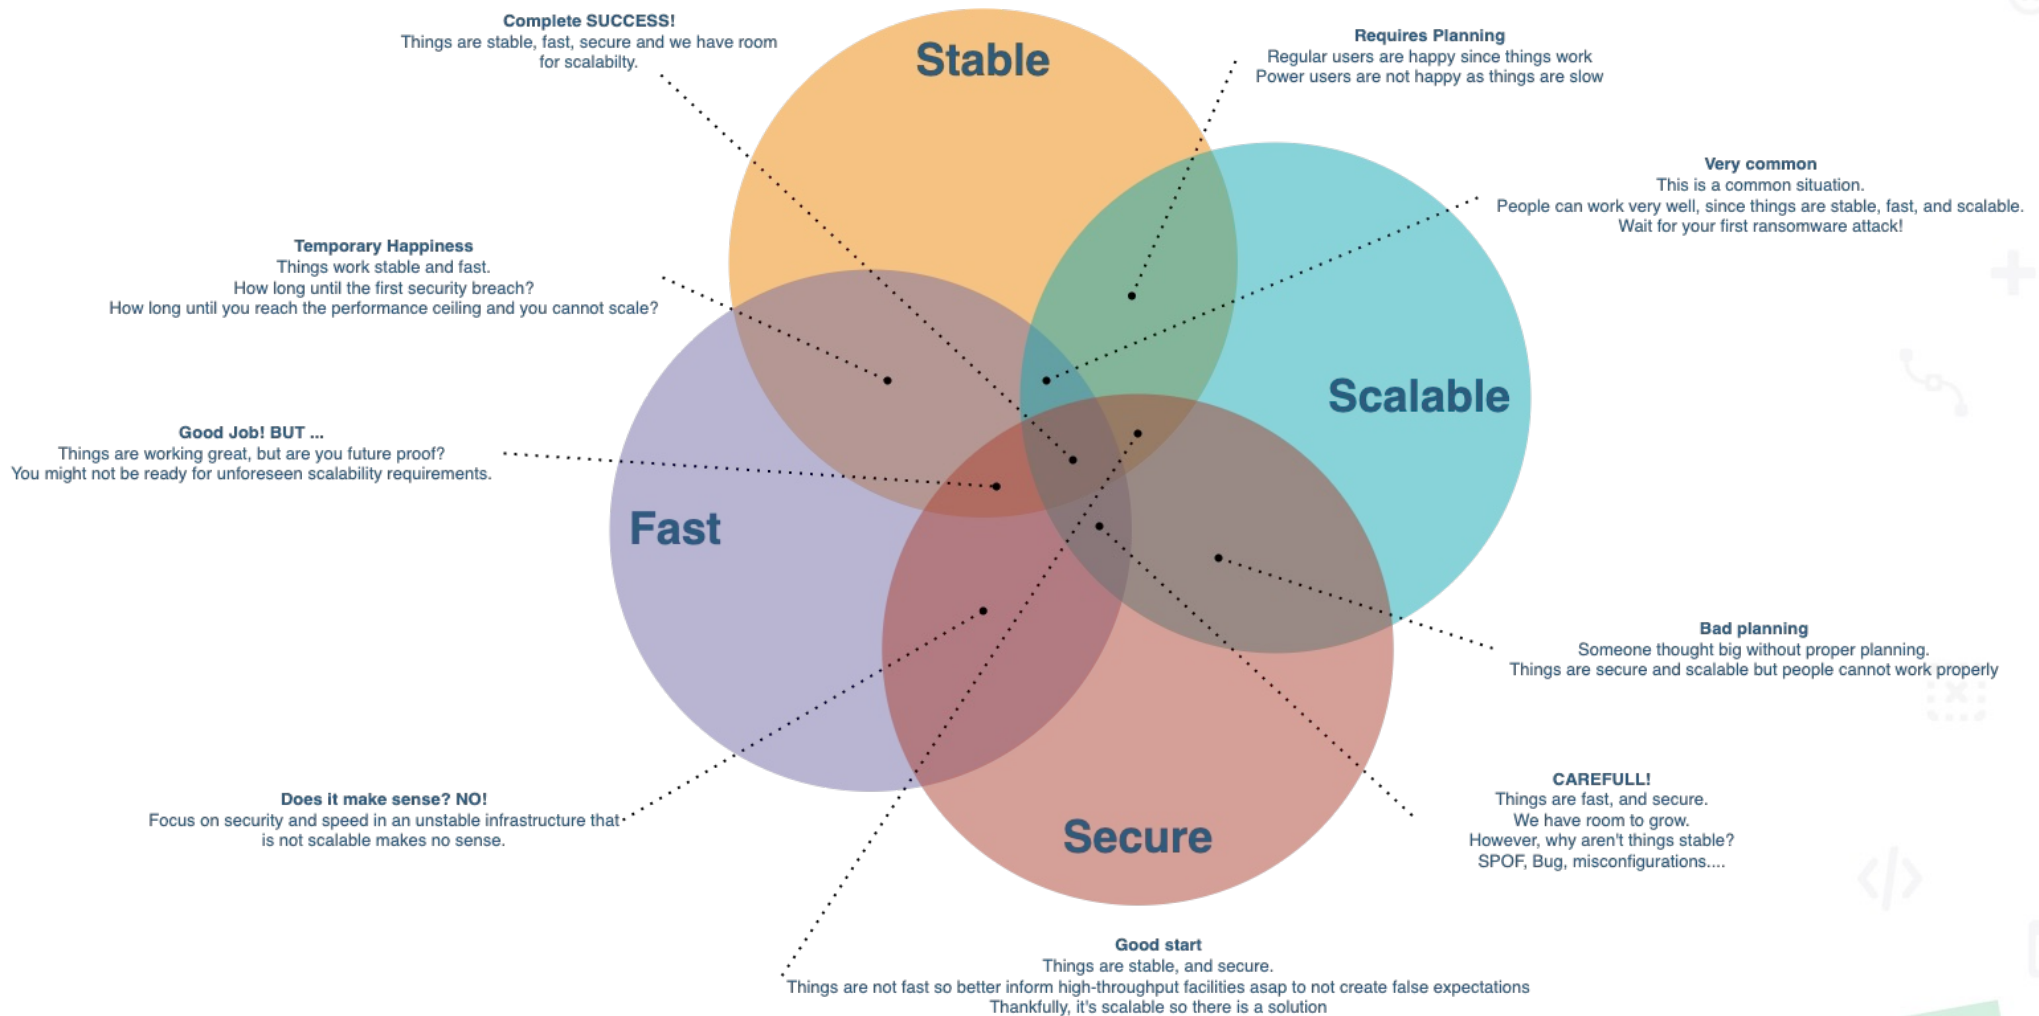 Complete SUCCESS!
Things are stable, fast, secure and we have room
for scalabilty.
Stable
Requires Planning
Regular users are happy since things work
Power users are not happy as things are slow
Very common
This is a common situation.
People can work very well, since things are stable, fast, and scalable.
Wait for your first ransomware attack!
Temporary Happiness
Things work stable and fast.
How long until the first security breach?
How long until you reach the performance ceiling and you cannot scale?
Scalable
Good Job! BUT ...
Things are working great, but are you future proof?
You might not be ready for unforeseen scalability requirements.
Fast
Bad planning
Someone thought big without proper planning.
Things are secure and scalable but people cannot work properly
Does it make sense? NO!
Focus on security and speed in an unstable infrastructure that
is not scalable makes no sense.
Secure
CAREFULL!
Things are fast, and secure.
We have room to grow.
However, why aren't things stable?
SPOF, Bug, misconfigurations....
Good start
Things are stable, and secure.
Things are not fast so better inform high-throughput facilities asap to not create false expectations
Thankfully, it's scalable so there is a solution